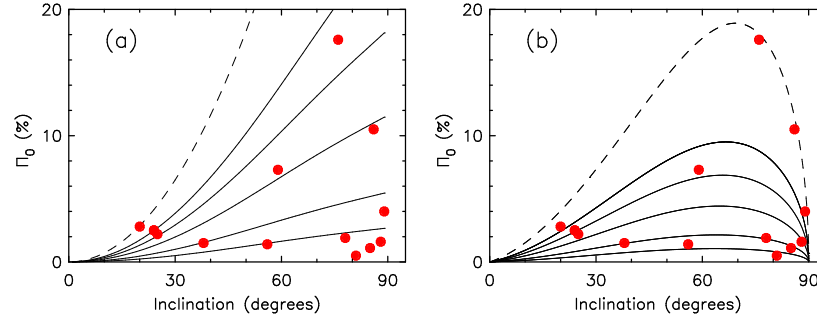 (a)
20
10
0
Π₀ (%)
0 30 60 90
Inclination (degrees)
(b)
20
10
0
Π₀ (%)
0 30 60 90
Inclination (degrees)